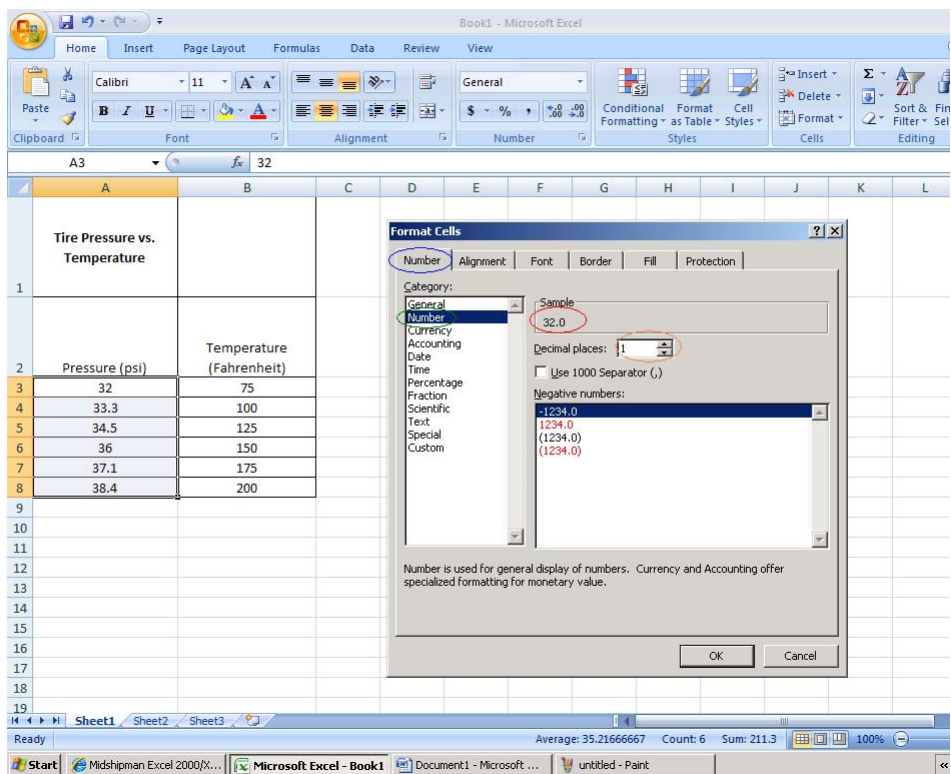 Book1 - Microsoft Excel
Home Insert Page Layout Formulas Data Review View
Paste
Calibri 11 A A
General
Conditional Formatting Format as Table Cell Styles
Insert
Delete
Format
Σ
Sort & Filter
B I U A
$ % , .0 .00 .00 .0
Clipboard Font Alignment Number Styles Cells Editing
A3 fx 32
A B C D E F G H I J K L
1 Tire Pressure vs.
Temperature
2 Pressure (psi) Temperature
(Fahrenheit)
3 32 75
4 33.3 100
5 34.5 125
6 36 150
7 37.1 175
8 38.4 200
9
10
11
12
13
14
15
16
17
18
19
Format Cells ? X
Number Alignment Font Border Fill Protection
Category:
General
Number
Currency
Accounting
Date
Time
Percentage
Fraction
Scientific
Text
Special
Custom
Sample
32.0
Decimal places: 1
Use 1000 Separator (,)
Negative numbers:
-1234.0
1234.0
(1234.0)
(1234.0)
Number is used for general display of numbers. Currency and Accounting offer
specialized formatting for monetary value.
OK Cancel
Sheet1 Sheet2 Sheet3
Ready Average: 35.21666667 Count: 6 Sum: 211.3 100%
Start Midshipman Excel 2000/X... Microsoft Excel - Book1 Document1 - Microsoft ... untitled - Paint «